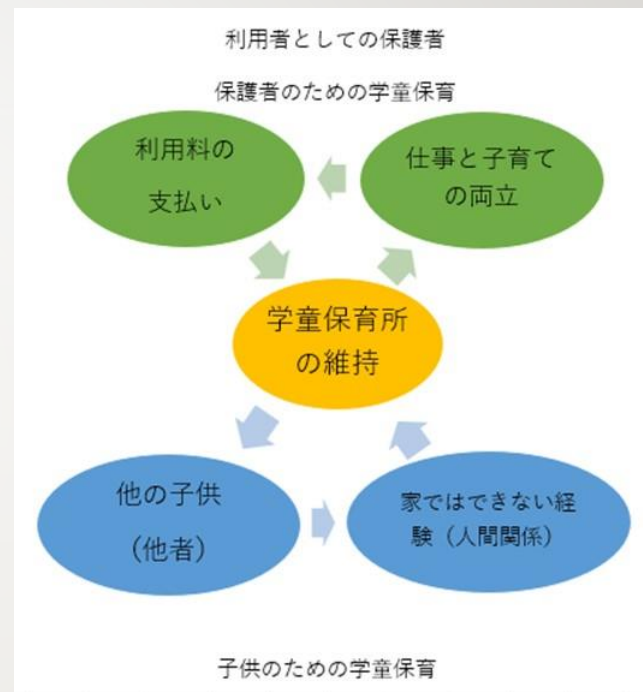 利用者としての保護者
保護者のための学童保育
利用料の
支払い
仕事と子育て
の両立
学童保育所
の維持
他の子供
（他者）
家ではできない経
験（人間関係）
子供のための学童保育